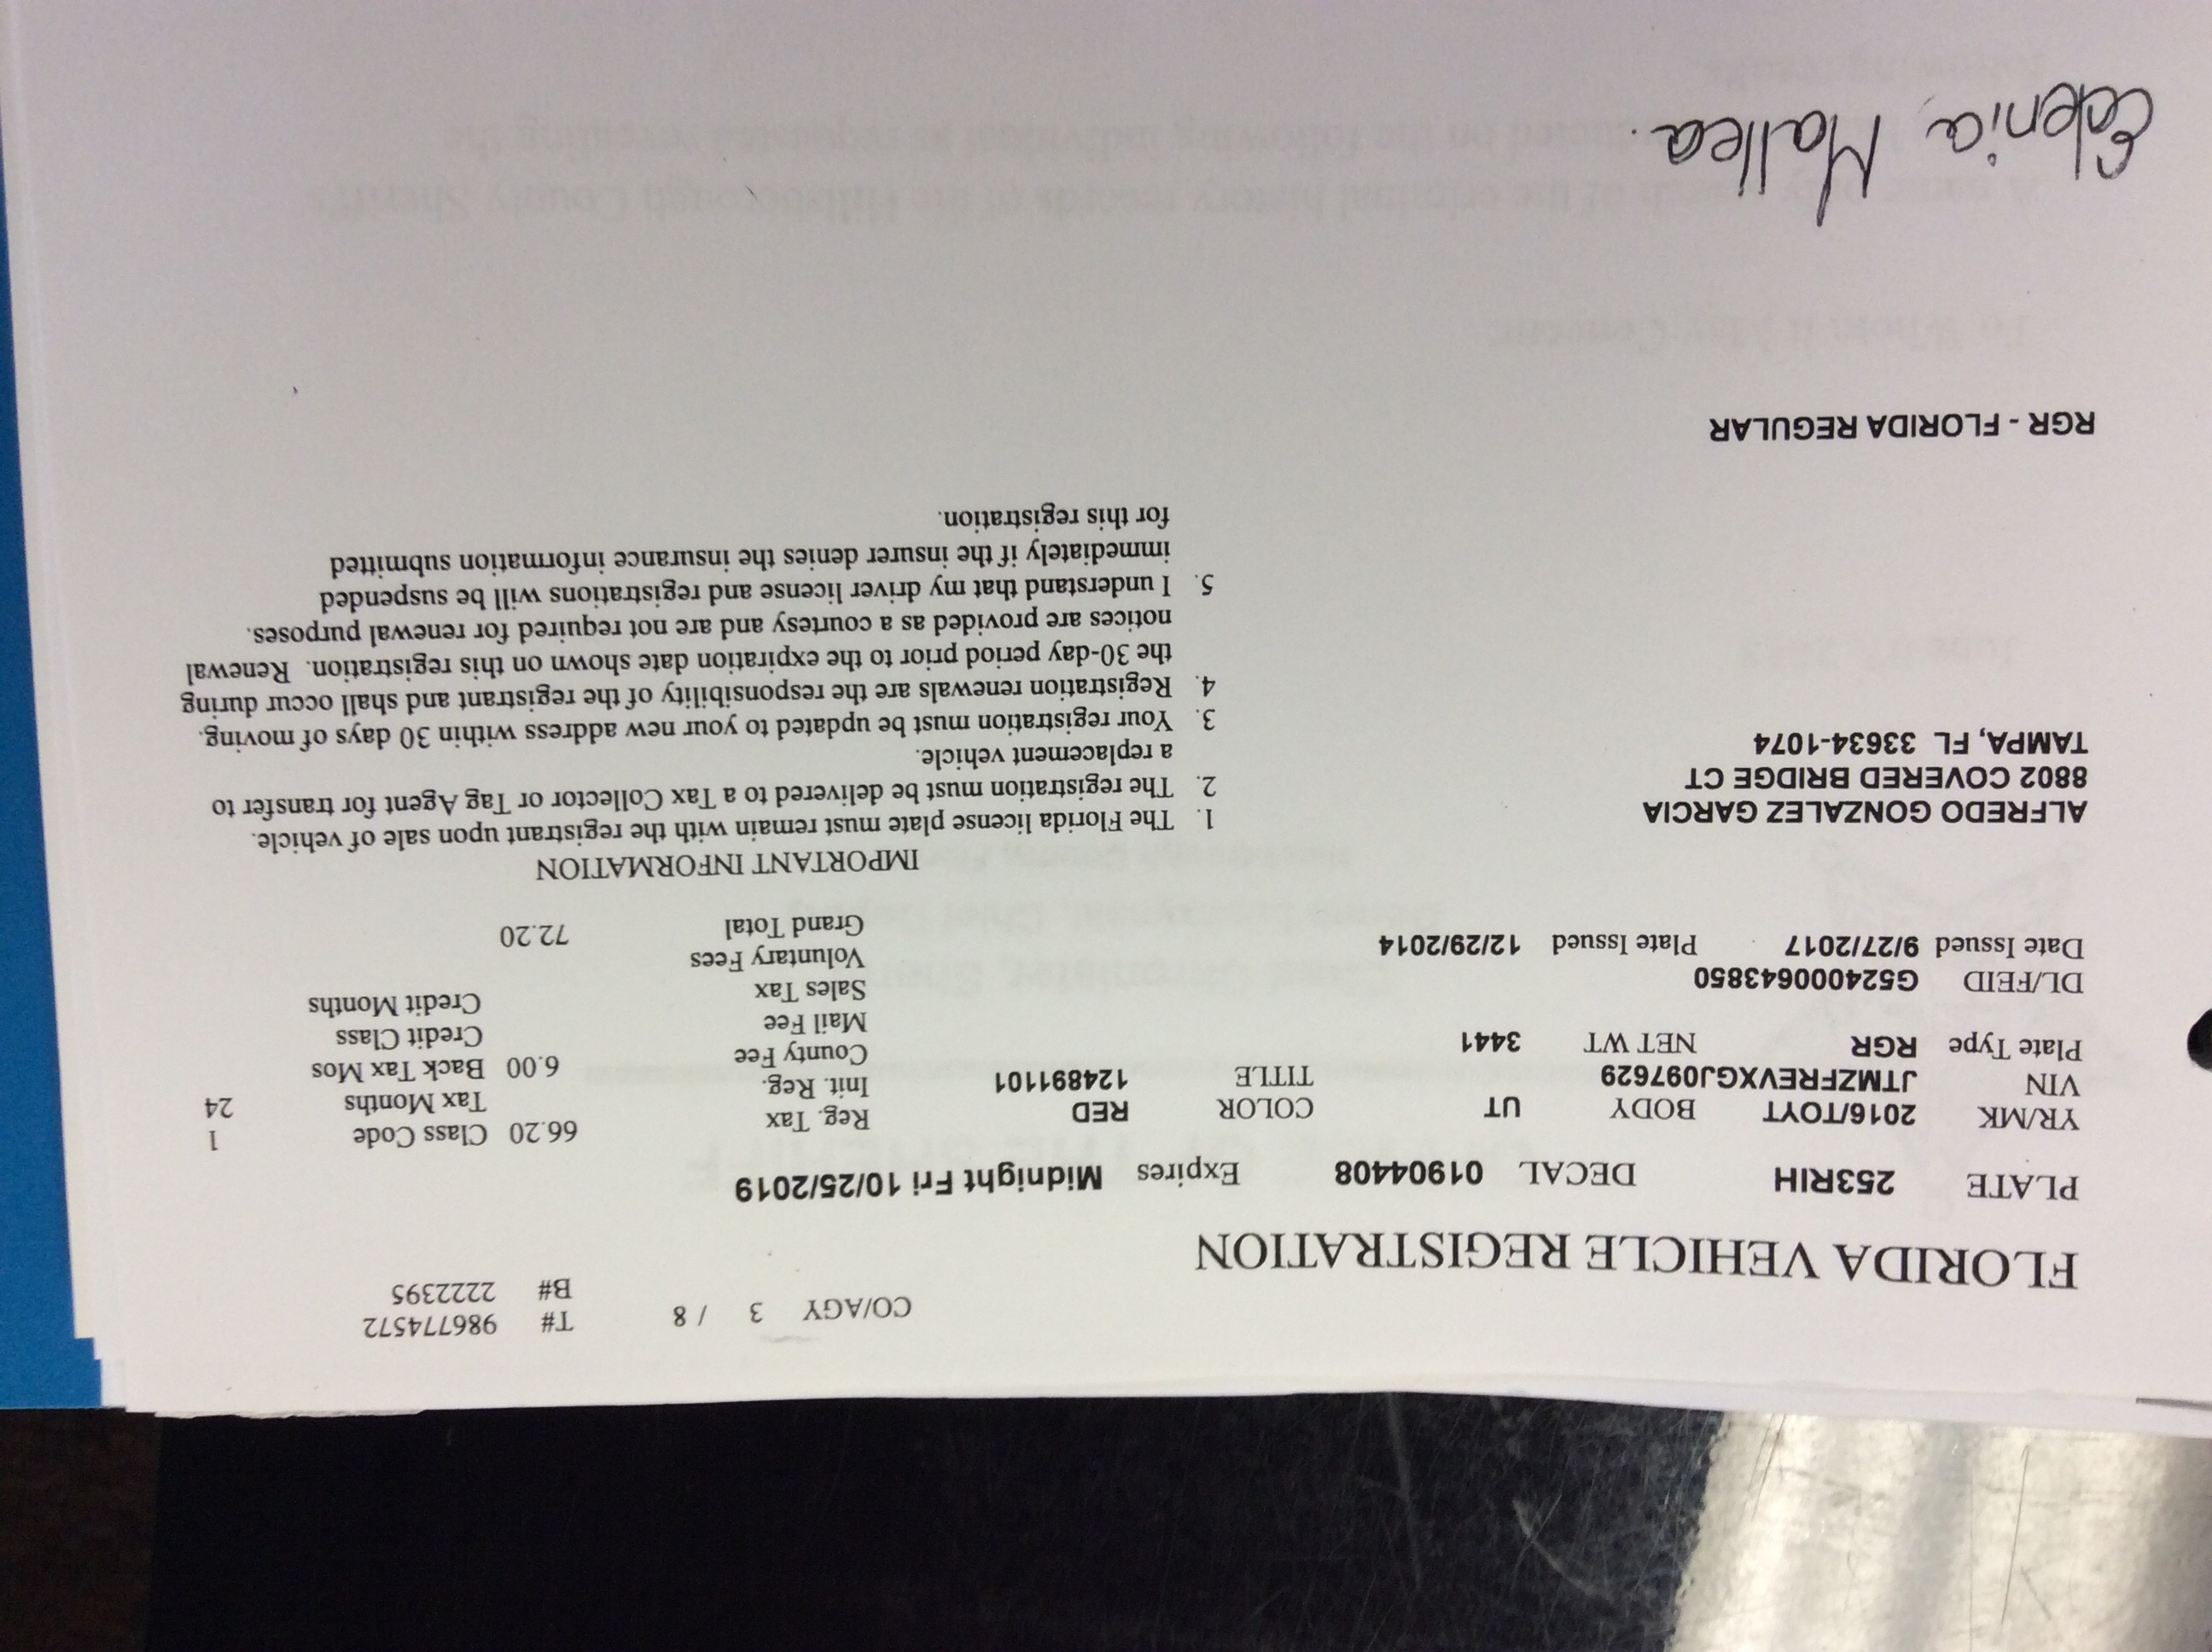 CO/AGY 3 / 8 T# 986774572
B# 2222395
FLORIDA VEHICLE REGISTRATION
PLATE 253RIH DECAL 01904408 Expires Midnight Fri 10/25/2019
YR/MK 2016/TOYT BODY UT COLOR RED Reg. Tax 66.20 Class Code 1
VIN JTMZFREVXGJ097629 TITLE 124891101 Init. Reg. Tax Months 24
Plate Type RGR NET WT 3441 County Fee 6.00 Back Tax Mos
Mail Fee Credit Class
DL/FEID G524000643850 Sales Tax Credit Months
Date Issued 9/27/2017 Plate Issued 12/29/2014 Voluntary Fees
Grand Total 72.20
IMPORTANT INFORMATION
ALFREDO GONZALEZ GARCIA
8802 COVERED BRIDGE CT
TAMPA, FL 33634-1074
1. The Florida license plate must remain with the registrant upon sale of vehicle.
2. The registration must be delivered to a Tax Collector or Tag Agent for transfer to
a replacement vehicle.
3. Your registration must be updated to your new address within 30 days of moving.
4. Registration renewals are the responsibility of the registrant and shall occur during
the 30-day period prior to the expiration date shown on this registration. Renewal
notices are provided as a courtesy and are not required for renewal purposes.
5. I understand that my driver license and registrations will be suspended
immediately if the insurer denies the insurance information submitted
for this registration.
RGR - FLORIDA REGULAR
Edenia, Mallea.